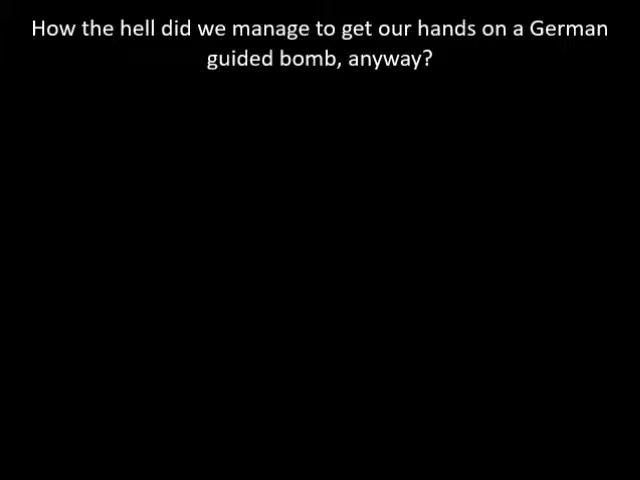 How the hell did we manage to get our hands on a German
guided bomb, anyway?